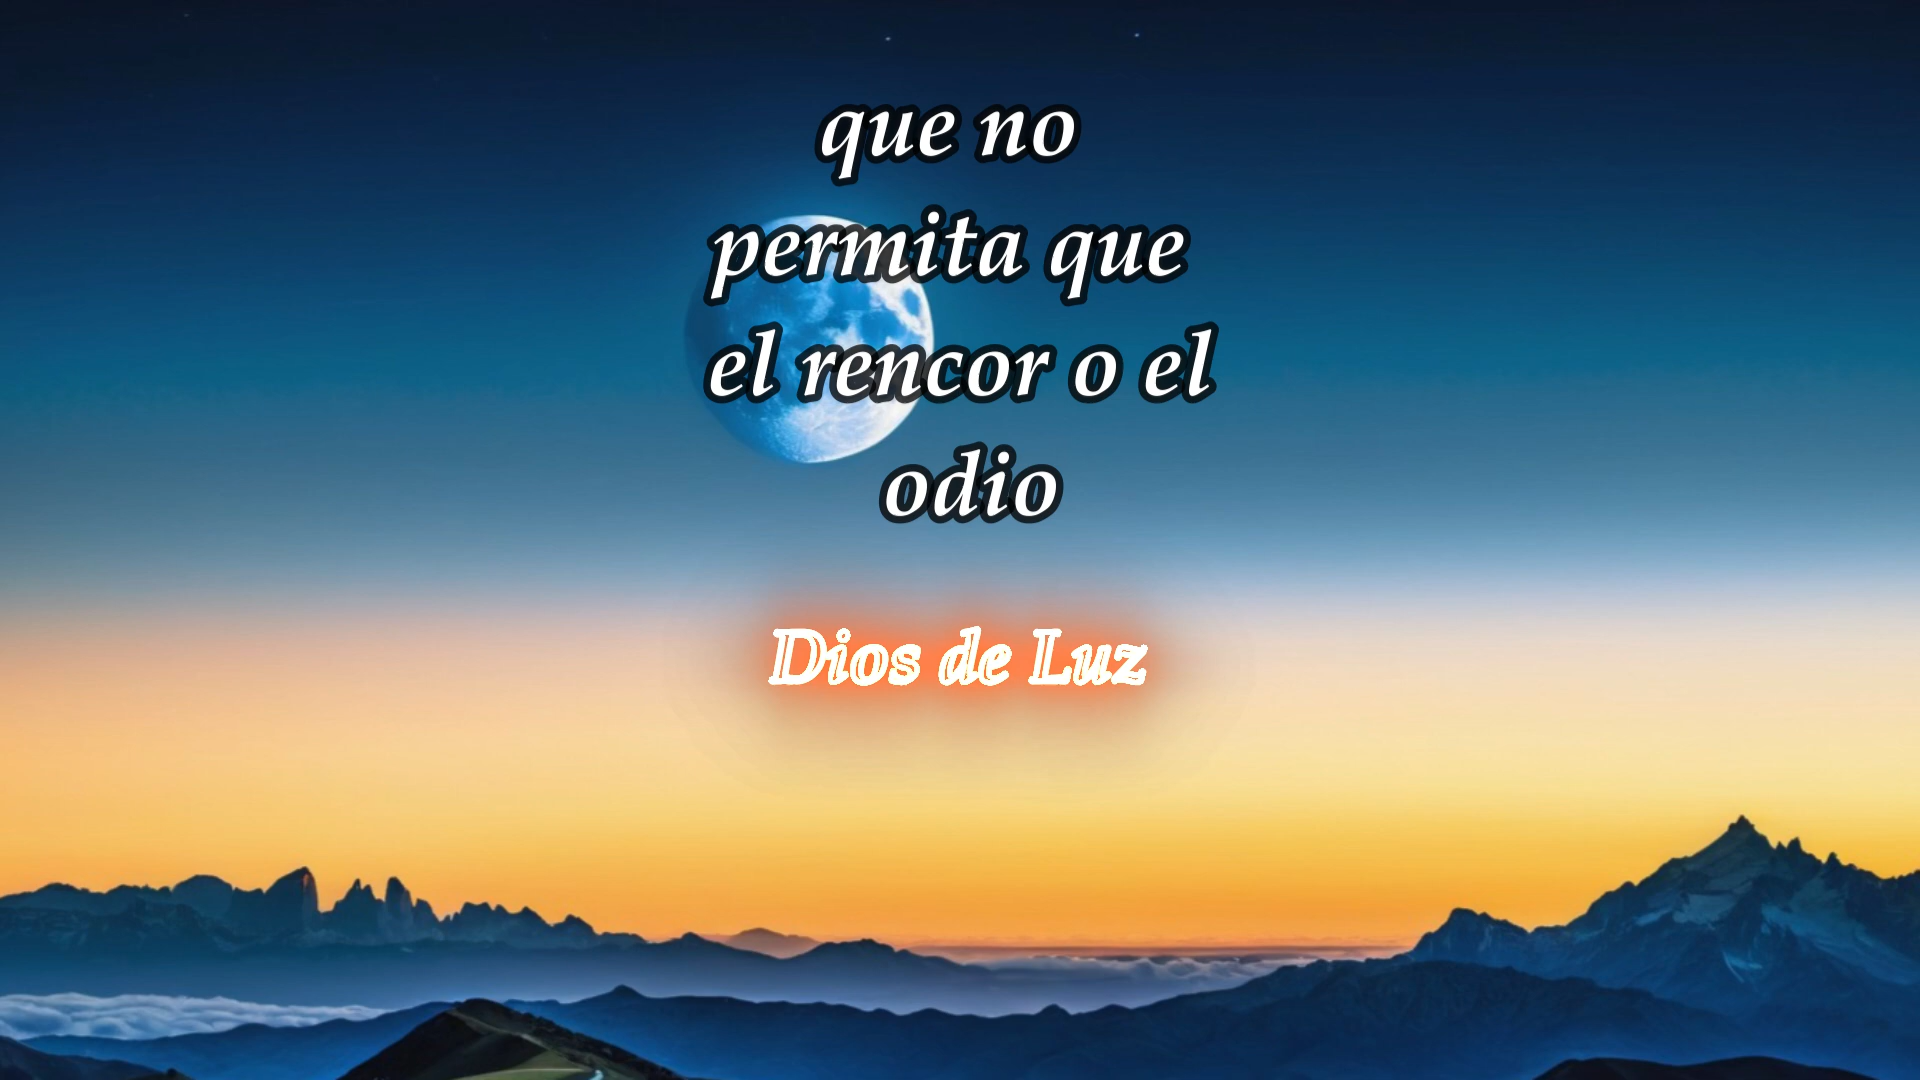 que no
permita que
el rencor o el
odio
Dios de Luz